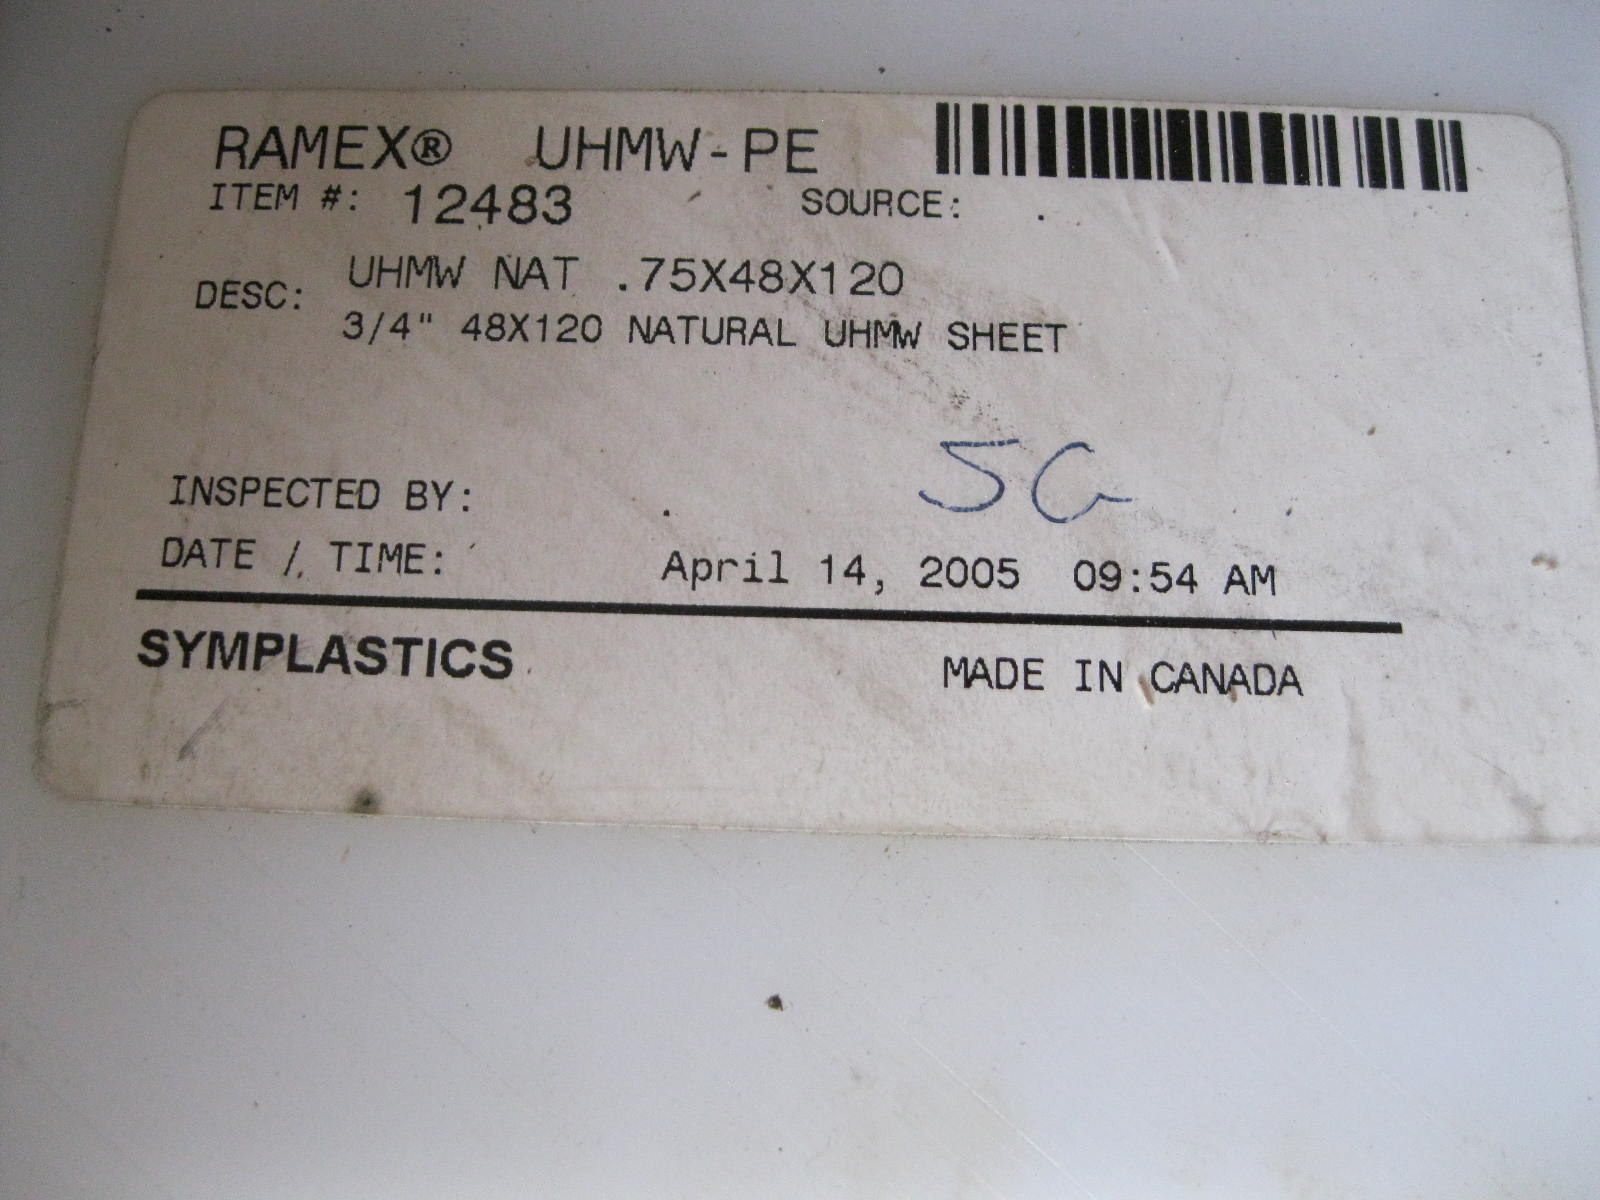 RAMEX® UHMW-PE
ITEM #: 12483 SOURCE:
DESC: UHMW NAT .75X48X120
3/4" 48X120 NATURAL UHMW SHEET
INSPECTED BY:
DATE / TIME: April 14, 2005 09:54 AM
SYMPLASTICS MADE IN CANADA